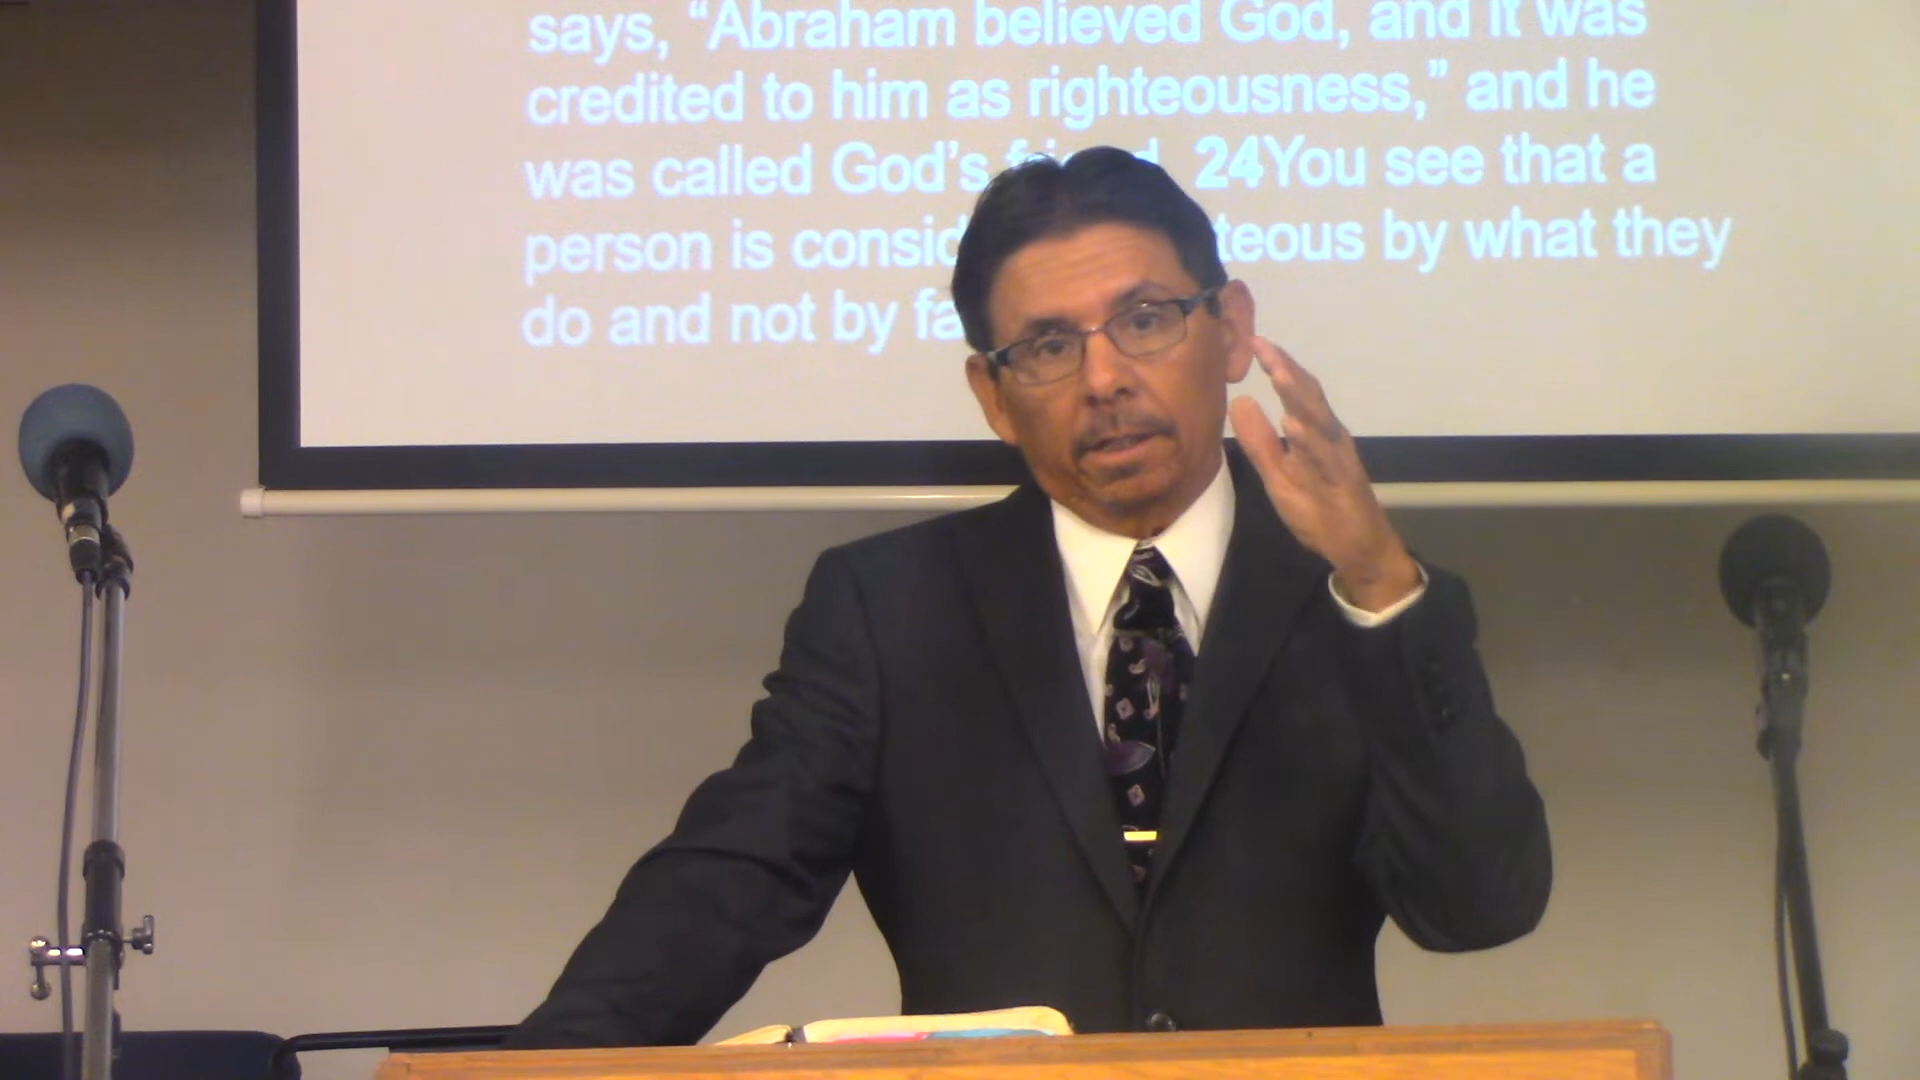 says, “Abraham believed God, and it was
credited to him as righteousness,” and he
was called God’s friend. 24You see that a
person is consid teous by what they
do and not by fa